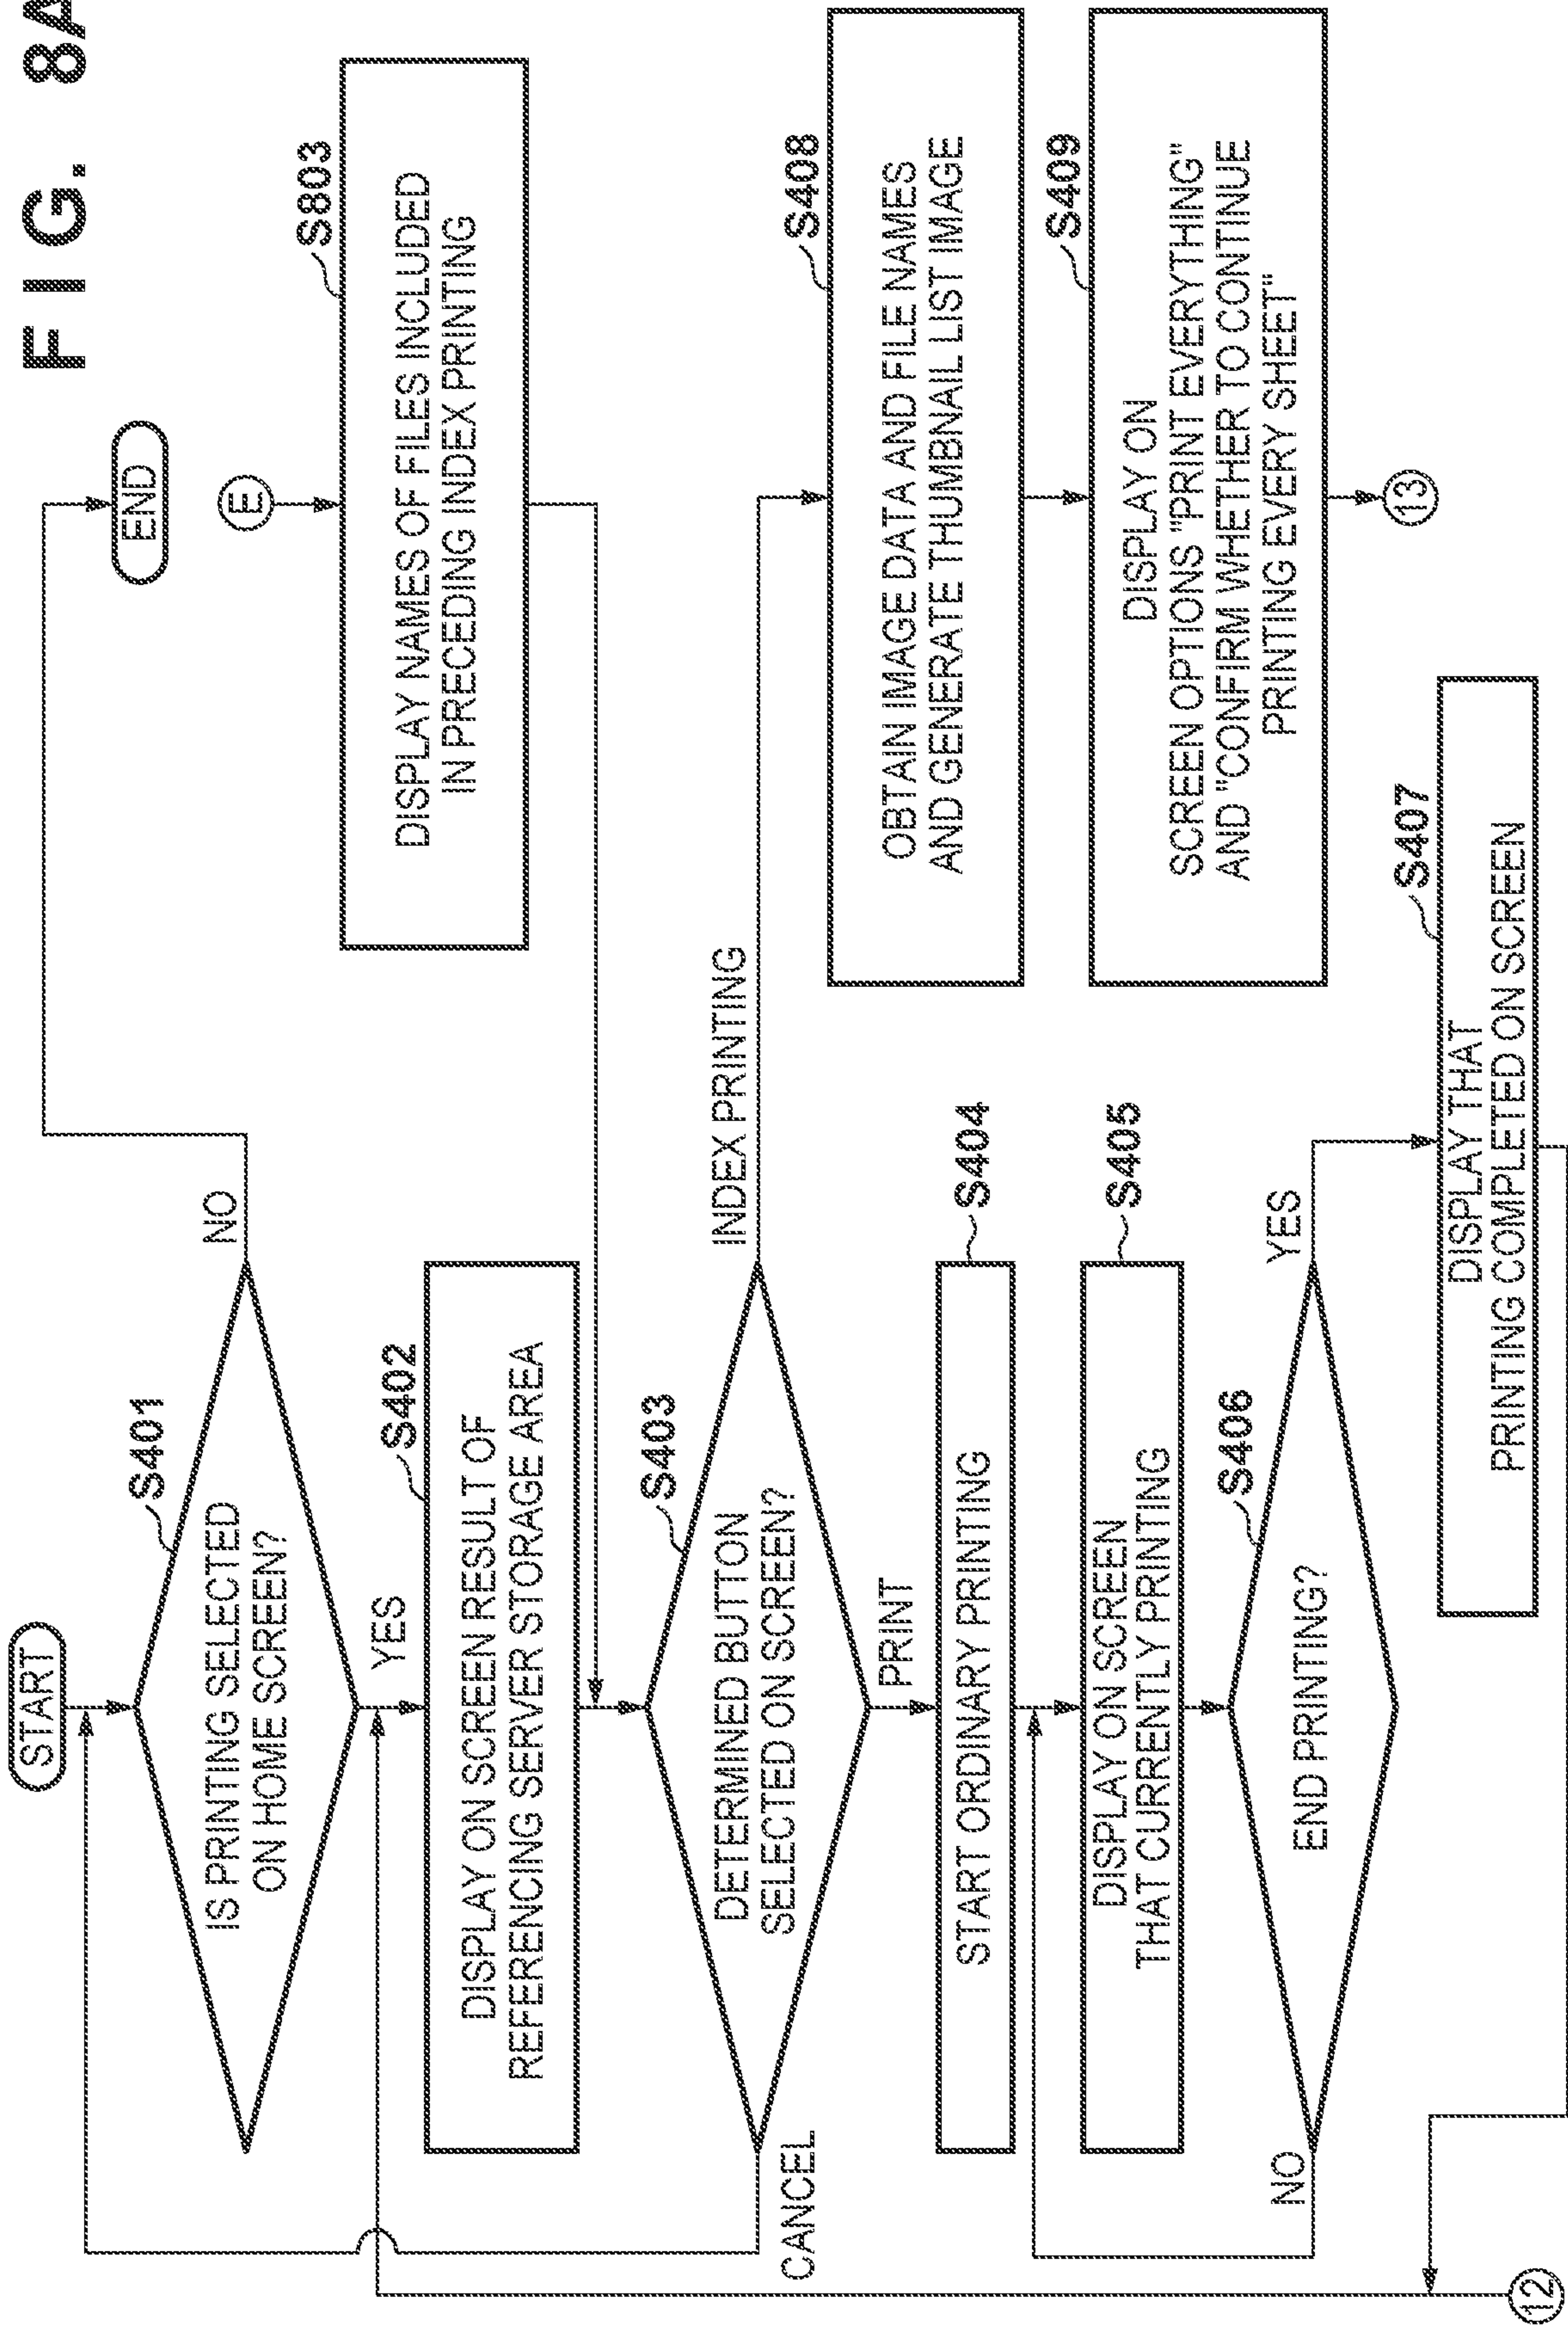 FIG. 8A
START
S401
IS PRINTING SELECTED
ON HOME SCREEN?
NO
END
YES
S402
DISPLAY ON SCREEN RESULT OF
REFERENCING SERVER STORAGE AREA
E
S803
DISPLAY NAMES OF FILES INCLUDED
IN PRECEDING INDEX PRINTING
S403
DETERMINED BUTTON
SELECTED ON SCREEN?
CANCEL
INDEX PRINTING
PRINT
S404
START ORDINARY PRINTING
S405
DISPLAY ON SCREEN
THAT CURRENTLY PRINTING
S406
END PRINTING?
NO
YES
S407
DISPLAY THAT
PRINTING COMPLETED ON SCREEN
S408
OBTAIN IMAGE DATA AND FILE NAMES
AND GENERATE THUMBNAIL LIST IMAGE
S409
DISPLAY ON
SCREEN OPTIONS "PRINT EVERYTHING"
AND "CONFIRM WHETHER TO CONTINUE
PRINTING EVERY SHEET"
13
12